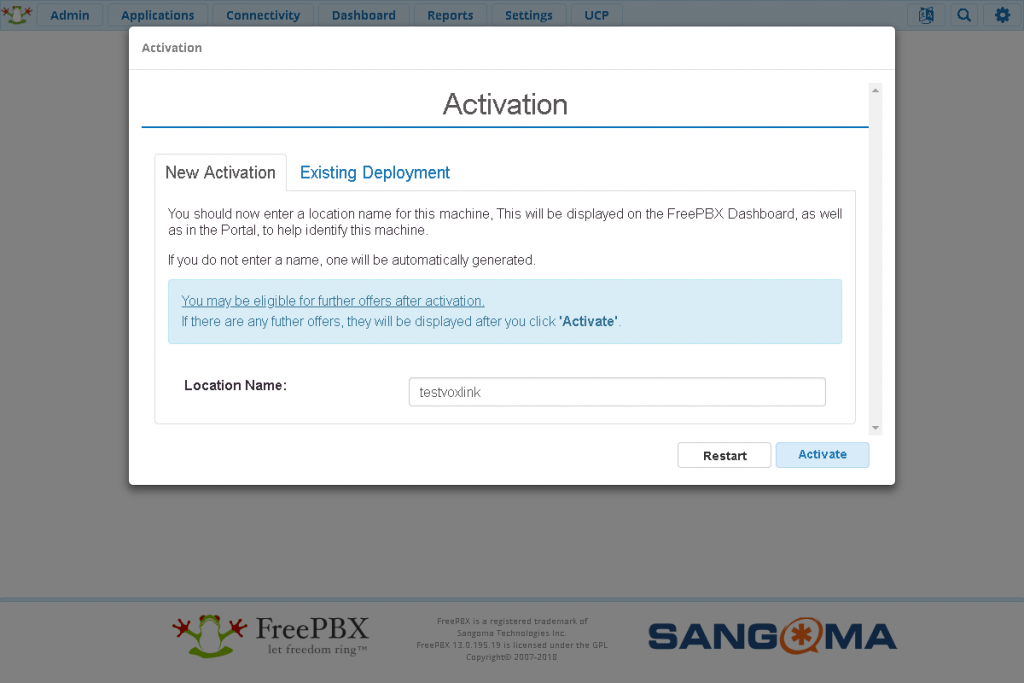 Admin Applications Connectivity Dashboard Reports Settings UCP
Activation
Activation
New Activation Existing Deployment
You should now enter a location name for this machine, This will be displayed on the FreePBX Dashboard, as well
as in the Portal, to help identify this machine.
If you do not enter a name, one will be automatically generated.
You may be eligible for further offers after activation.
If there are any futher offers, they will be displayed after you click 'Activate'.
Location Name: testvoxlink
Restart Activate
FreePBX
let freedom ring™
FreePBX is a registered trademark of
Sangoma Technologies Inc.
FreePBX 13.0.195.19 is licensed under the GPL
Copyright© 2007-2018
SANGOMA